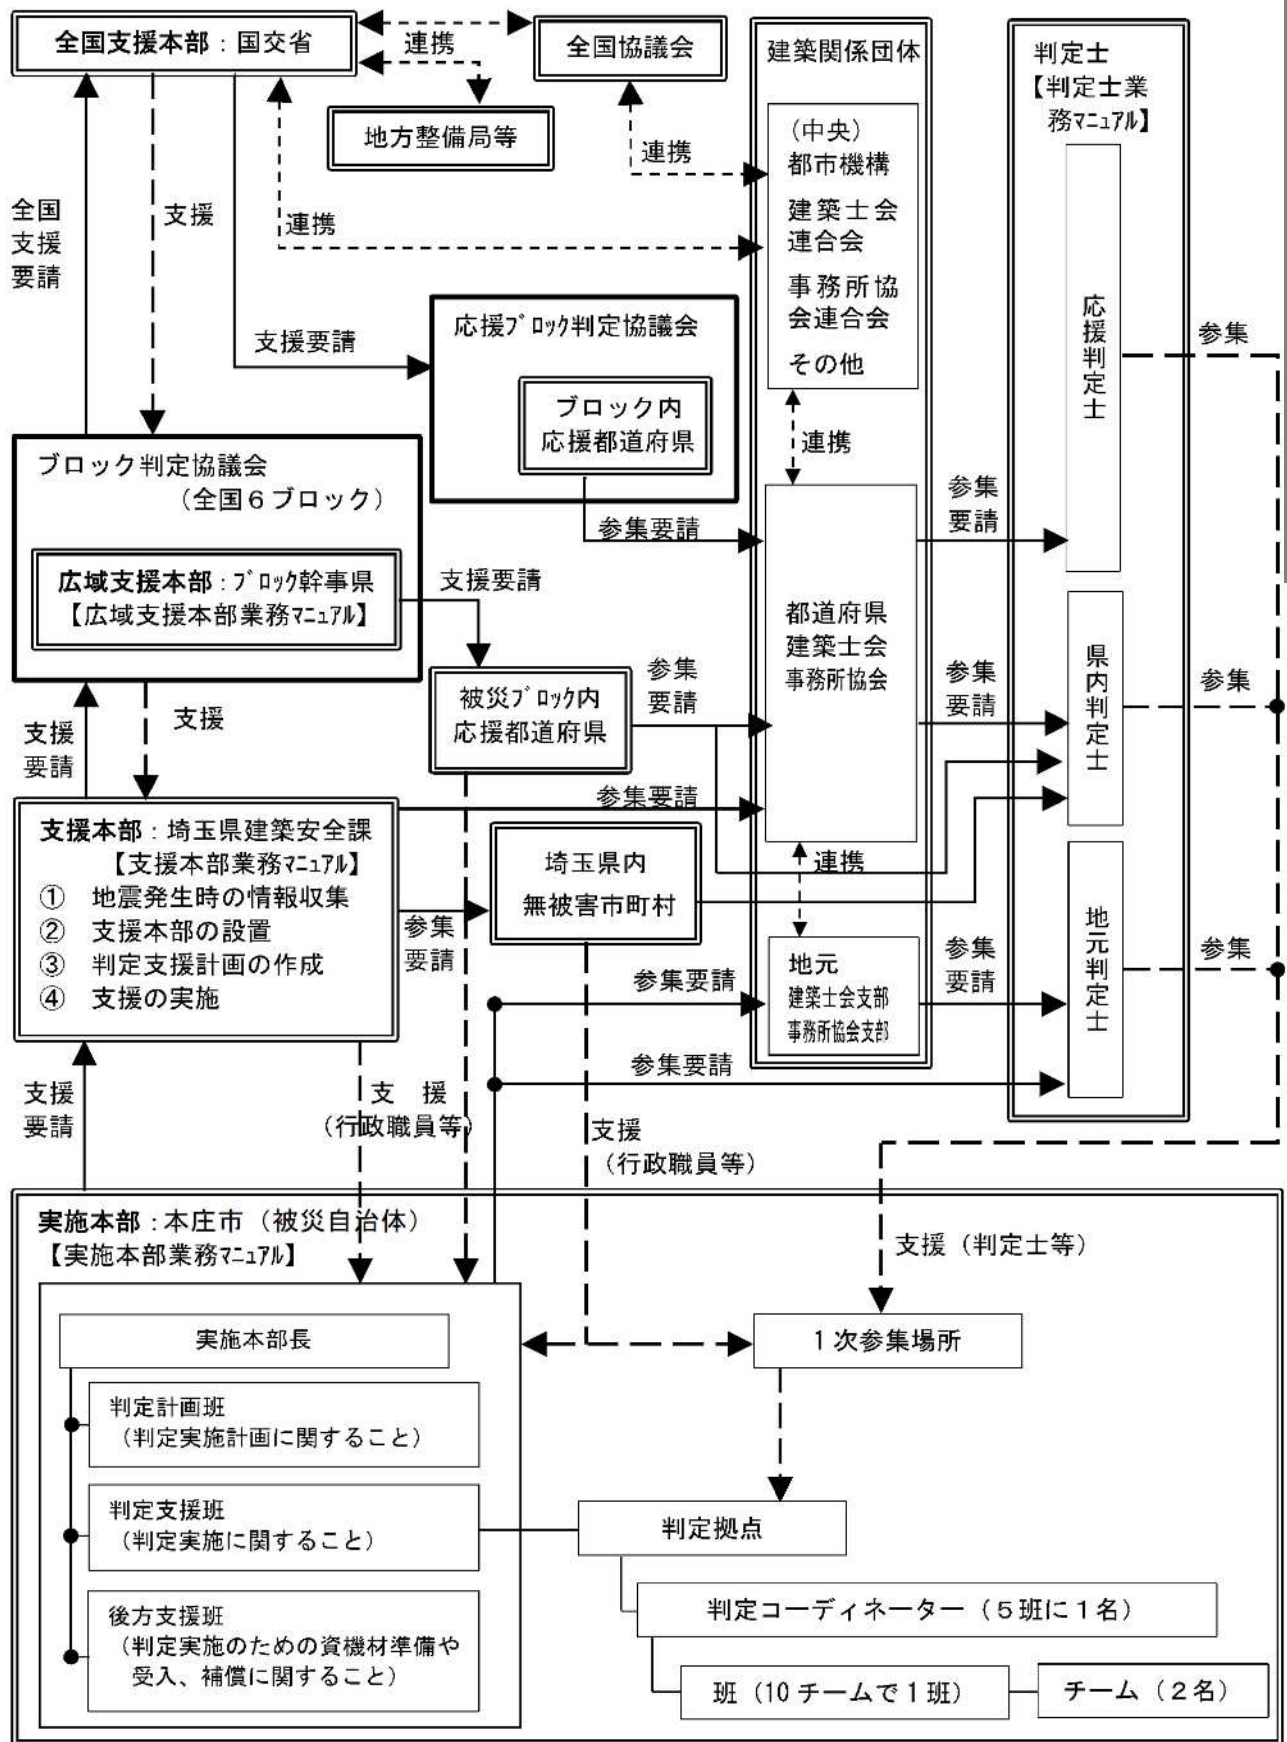 全国支援本部：国交省
連携
全国協議会
地方整備局等
連携
連携
全国
支援
要請
支援
支援要請
建築関係団体
（中央）
都市機構
建築士会
連合会
事務所協
会連合会
その他
連携
判定士
【判定士業
務ﾏﾆｭｱﾙ】
応援判定士
参集
応援ﾌﾞﾛｯｸ判定協議会
ブロック内
応援都道府県
参集要請
参集
要請
ブロック判定協議会
（全国６ブロック）
広域支援本部：ﾌﾞﾛｯｸ幹事県
【広域支援本部業務ﾏﾆｭｱﾙ】
支援要請
被災ﾌﾞﾛｯｸ内
応援都道府県
参集
要請
都道府県
建築士会
事務所協会
参集
要請
県内判定士
参集
支援
要請
支援
参集要請
支援本部：埼玉県建築安全課
【支援本部業務ﾏﾆｭｱﾙ】
①　地震発生時の情報収集
②　支援本部の設置
③　判定支援計画の作成
④　支援の実施
参集
要請
埼玉県内
無被害市町村
連携
地元
建築士会支部
事務所協会支部
参集要請
参集
要請
地元判定士
参集
参集要請
支援
要請
支　援
（行政職員等）
支援
（行政職員等）
実施本部：本庄市（被災自治体）
【実施本部業務ﾏﾆｭｱﾙ】
支援（判定士等）
実施本部長
１次参集場所
判定計画班
（判定実施計画に関すること）
判定支援班
（判定実施に関すること）
判定拠点
後方支援班
（判定実施のための資機材準備や
受入、補償に関すること）
判定コーディネーター（５班に１名）
班（10 チームで１班）
チーム（２名）